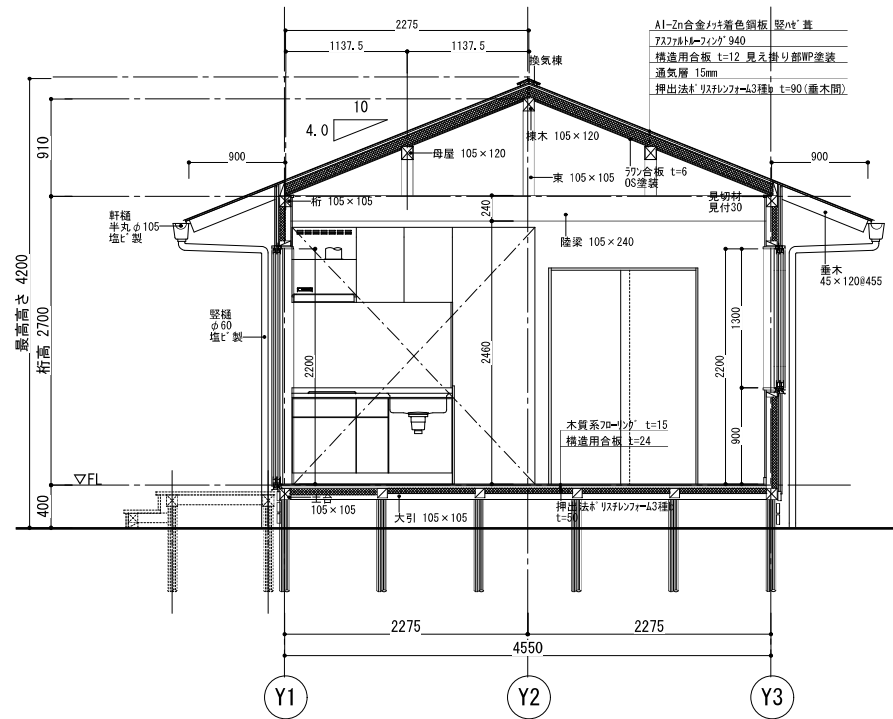 2275
1137.5
1137.5
Al-Zn合金メッキ着色鋼板 竪ハゼ葺
アスファルトルーフィング940
構造用合板 t=12 見え掛り部WP塗装
通気層 15mm
押出法ポリスチレンフォーム3種b t=90(垂木間)
換気棟
10
4.0
棟木 105×120
母屋 105×120
ラワン合板 t=6
OS塗装
束 105×105
900
900
910
桁 105×105
240
見切材
見付30
軒樋
半丸φ105
塩ビ製
陸梁 105×240
垂木
45×120@455
最高高さ 4200
桁高 2700
竪樋
φ60
塩ビ製
2200
2460
2200
1300
900
木質系フローリング t=15
構造用合板 t=24
▽FL
400
土台
105×105
大引 105×105
押出法ポリスチレンフォーム3種b
t=50
2275
2275
4550
Y1
Y2
Y3